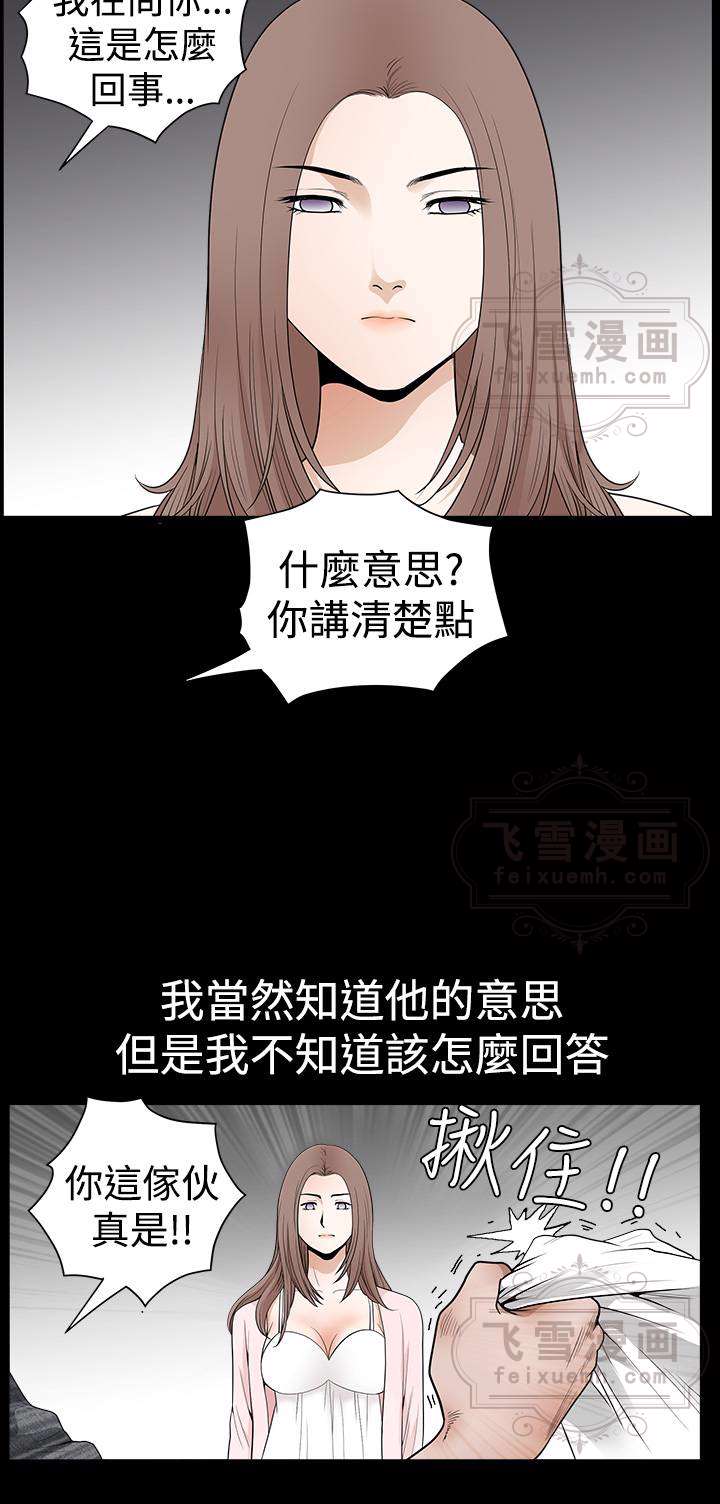 我在問你...
這是怎麼
回事...
飞雪漫画
feixuemh.com
什麼意思?
你講清楚點
飞雪漫画
feixuemh.com
我當然知道他的意思
但是我不知道該怎麼回答
揪住!!
你這傢伙
真是!!
飞雪漫画
feixuemh.com